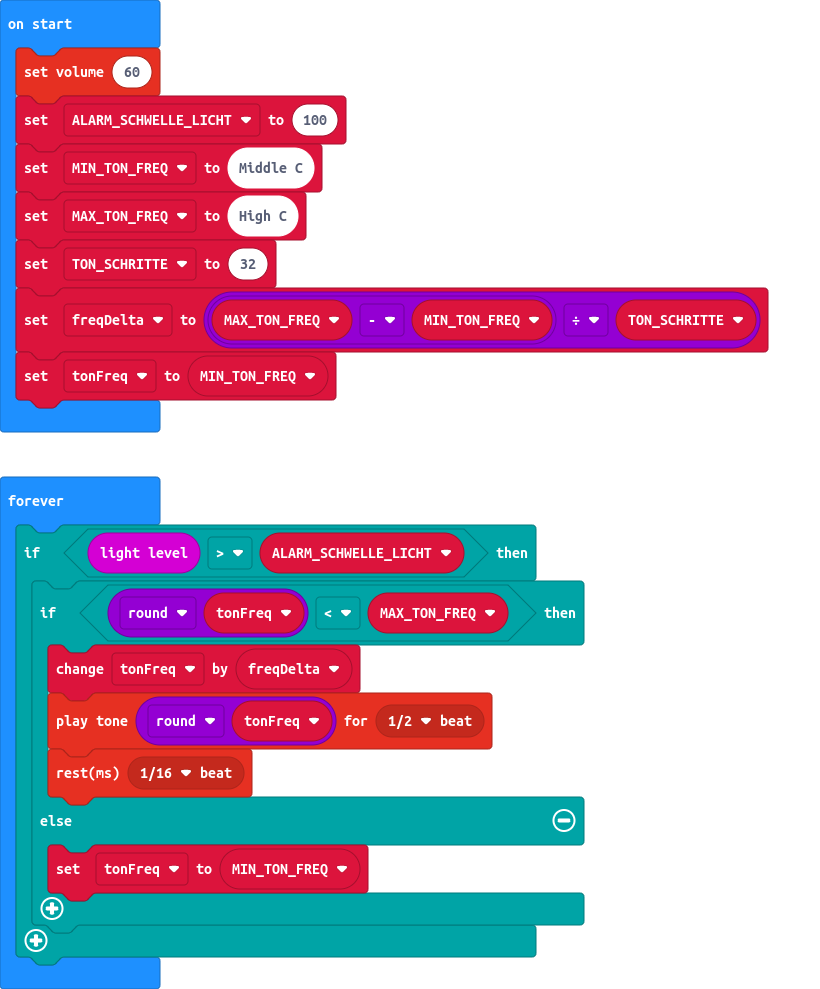 on start
set volume 60
set ALARM_SCHWELLE_LICHT to 100
set MIN_TON_FREQ to Middle C
set MAX_TON_FREQ to High C
set TON_SCHRITTE to 32
set freqDelta to MAX_TON_FREQ - MIN_TON_FREQ ÷ TON_SCHRITTE
set tonFreq to MIN_TON_FREQ
forever
if light level > ALARM_SCHWELLE_LICHT then
if round tonFreq < MAX_TON_FREQ then
change tonFreq by freqDelta
play tone round tonFreq for 1/2 beat
rest(ms) 1/16 beat
else
set tonFreq to MIN_TON_FREQ